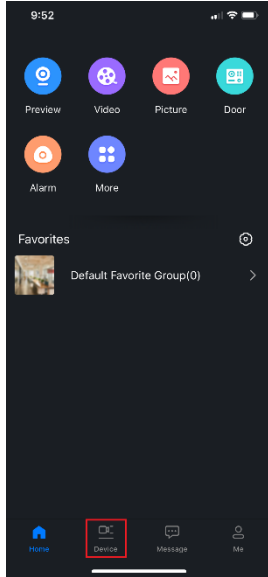 9:52
Preview Video Picture Door
Alarm More
Favorites
Default Favorite Group(0)
Home Device Message Me